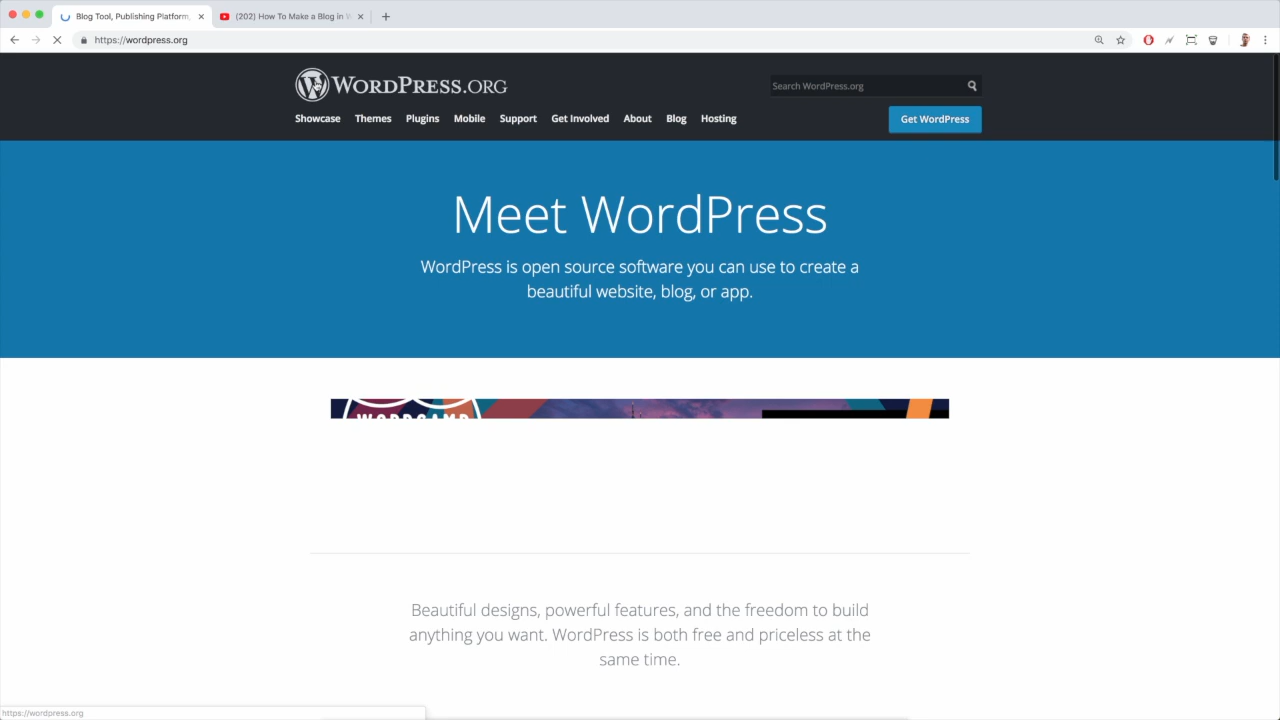 Blog Tool, Publishing Platform,
(202) How To Make a Blog in W
https://wordpress.org
WORDPRESS.ORG
Search WordPress.org
Showcase Themes Plugins Mobile Support Get Involved About Blog Hosting
Get WordPress
Meet WordPress
WordPress is open source software you can use to create a
beautiful website, blog, or app.
WORDCAMP
Beautiful designs, powerful features, and the freedom to build
anything you want. WordPress is both free and priceless at the
same time.
https://wordpress.org